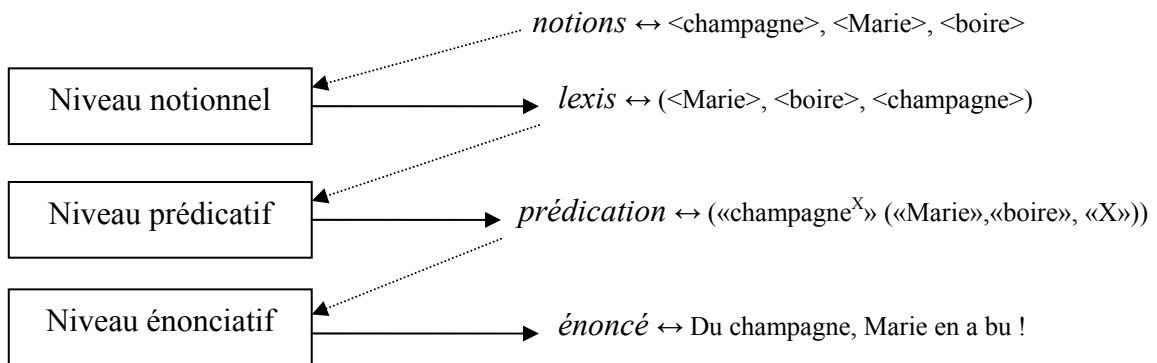 notions ↔ <champagne>, <Marie>, <boire>
Niveau notionnel
lexis ↔ (<Marie>, <boire>, <champagne>)
Niveau prédicatif
prédication ↔ («champagneˣ» («Marie»,«boire», «X»))
Niveau énonciatif
énoncé ↔ Du champagne, Marie en a bu !